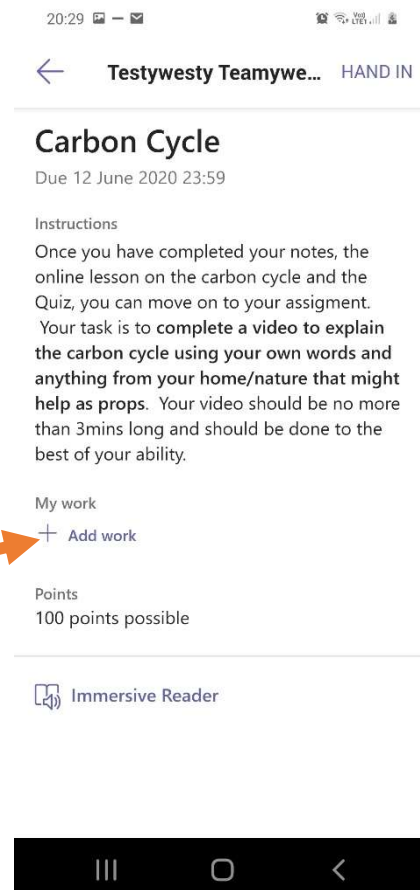 20:29
Vo)) LTE1
Testywesty Teamywe... HAND IN
Carbon Cycle
Due 12 June 2020 23:59
Instructions
Once you have completed your notes, the
online lesson on the carbon cycle and the
Quiz, you can move on to your assigment.
Your task is to complete a video to explain
the carbon cycle using your own words and
anything from your home/nature that might
help as props. Your video should be no more
than 3mins long and should be done to the
best of your ability.
My work
+ Add work
Points
100 points possible
Immersive Reader